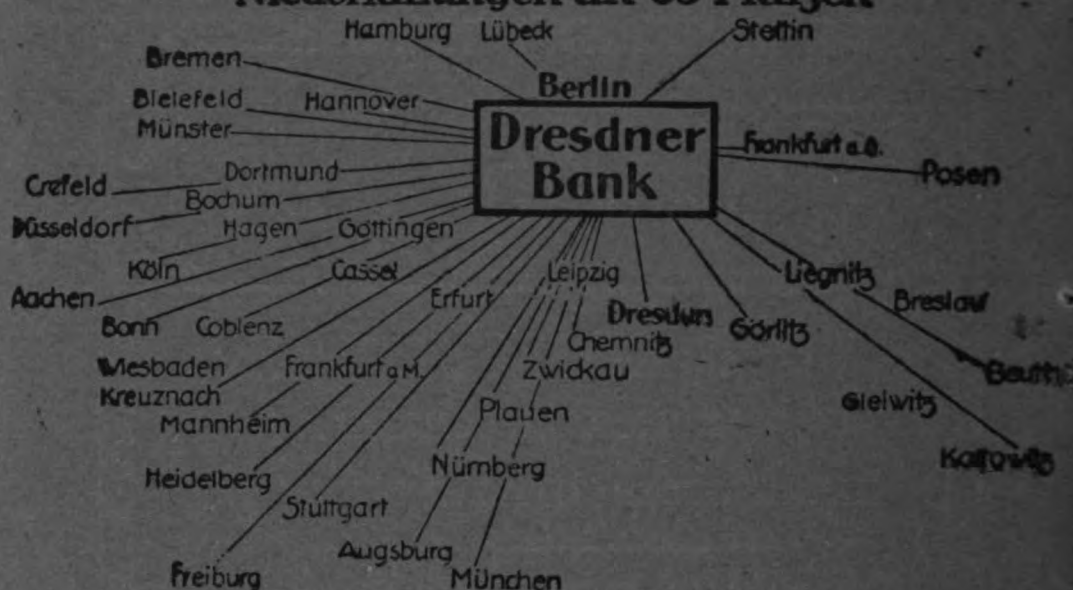 Hamburg Lübeck Stettin
Bremen
Berlin
Bielefeld Hannover
Münster
Dresdner
Bank
Frankfurt a.O.
Posen
Dortmund
Crefeld
Bochum
Düsseldorf
Hagen Göttingen
Köln
Cassel
Leipzig
Liegnitz
Aachen
Erfurt
Breslau
Bonn
Coblenz
Dresden
Görlitz
Chemnitz
Wiesbaden
Frankfurt a.M.
Zwickau
Kreuznach
Mannheim
Plauen
Gleiwitz
Kattowitz
Heidelberg
Nürnberg
Stuttgart
Augsburg
Freiburg
München